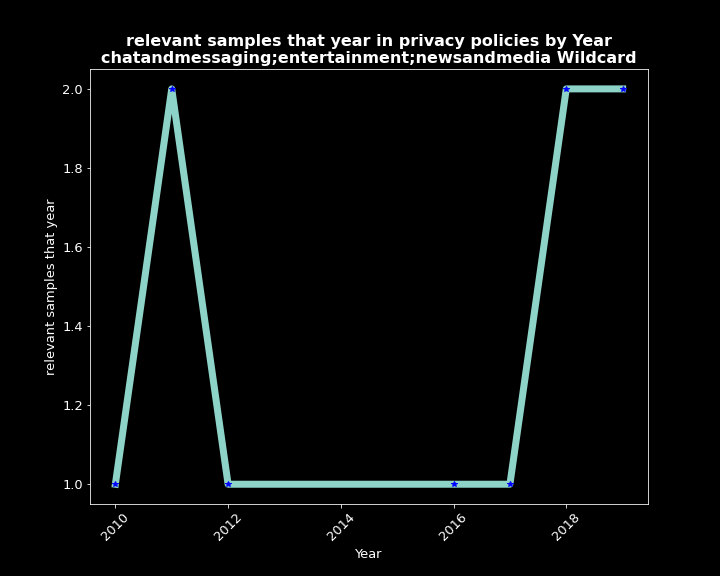 relevant samples that year in privacy policies by Year
chatandmessaging;entertainment;newsandmedia Wildcard
relevant samples that year
2.0
1.8
1.6
1.4
1.2
1.0
2010
2012
2014
2016
2018
Year